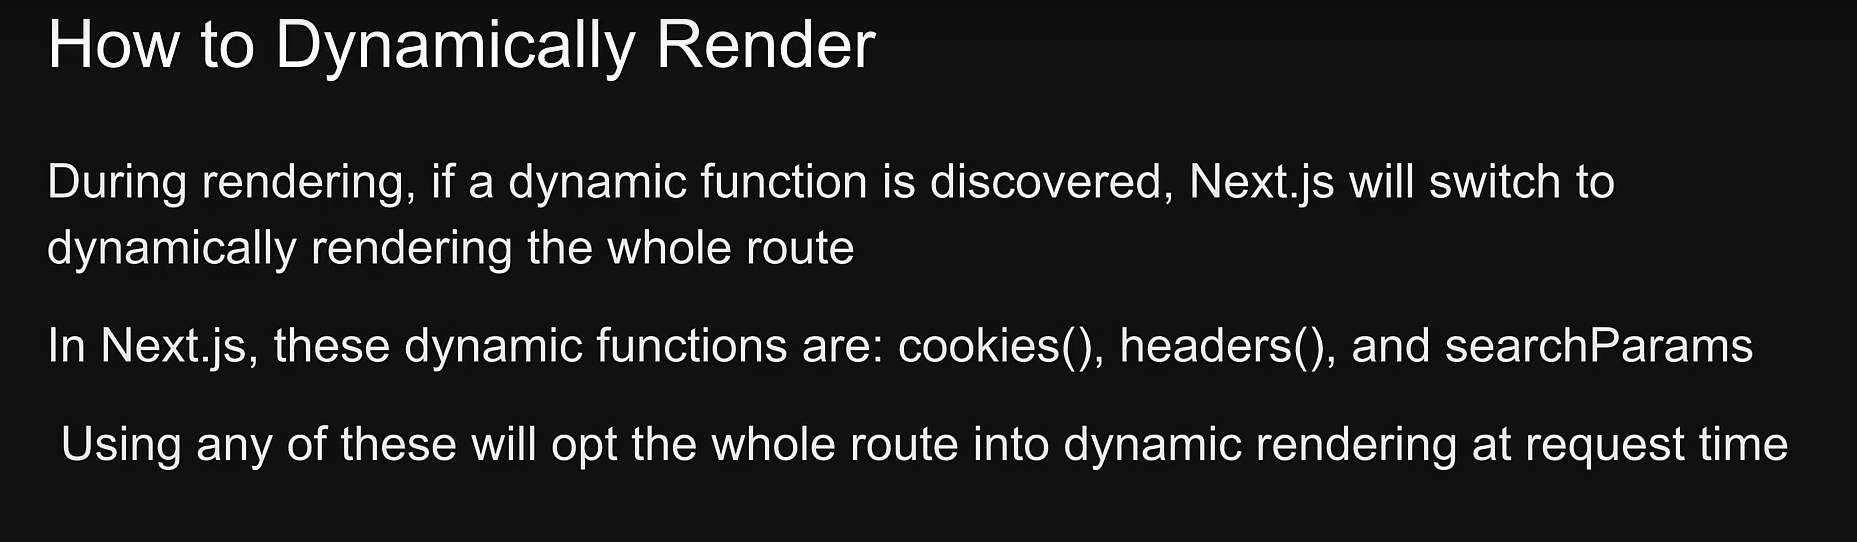 How to Dynamically Render
During rendering, if a dynamic function is discovered, Next.js will switch to
dynamically rendering the whole route
In Next.js, these dynamic functions are: cookies(), headers(), and searchParams
Using any of these will opt the whole route into dynamic rendering at request time